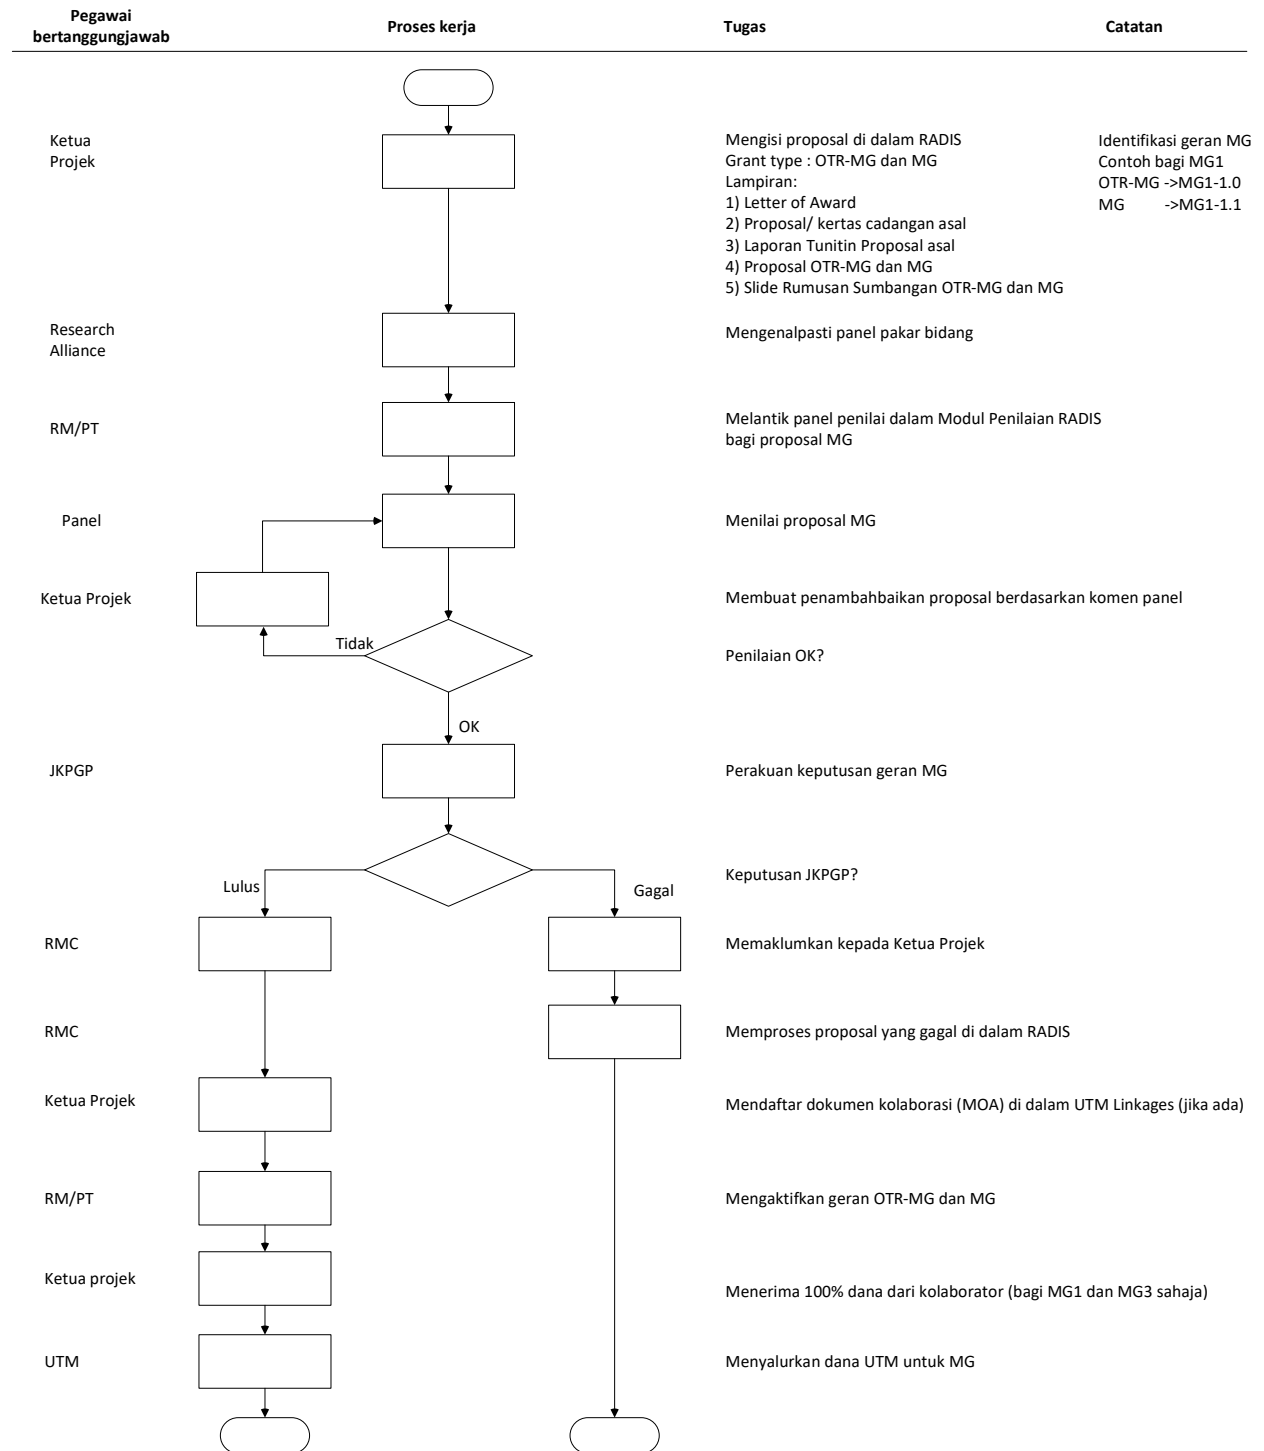 Pegawai
bertanggungjawab
Proses kerja
Tugas
Catatan
Ketua
Projek
Mengisi proposal di dalam RADIS
Grant type : OTR-MG dan MG
Lampiran:
1) Letter of Award
2) Proposal/ kertas cadangan asal
3) Laporan Tunitin Proposal asal
4) Proposal OTR-MG dan MG
5) Slide Rumusan Sumbangan OTR-MG dan MG
Identifikasi geran MG
Contoh bagi MG1
OTR-MG ->MG1-1.0
MG ->MG1-1.1
Research
Alliance
Mengenalpasti panel pakar bidang
RM/PT
Melantik panel penilai dalam Modul Penilaian RADIS
bagi proposal MG
Panel
Menilai proposal MG
Ketua Projek
Membuat penambahbaikan proposal berdasarkan komen panel
Tidak
Penilaian OK?
OK
JKPGP
Perakuan keputusan geran MG
Keputusan JKPGP?
Lulus
Gagal
RMC
Memaklumkan kepada Ketua Projek
RMC
Memproses proposal yang gagal di dalam RADIS
Ketua Projek
Mendaftar dokumen kolaborasi (MOA) di dalam UTM Linkages (jika ada)
RM/PT
Mengaktifkan geran OTR-MG dan MG
Ketua projek
Menerima 100% dana dari kolaborator (bagi MG1 dan MG3 sahaja)
UTM
Menyalurkan dana UTM untuk MG